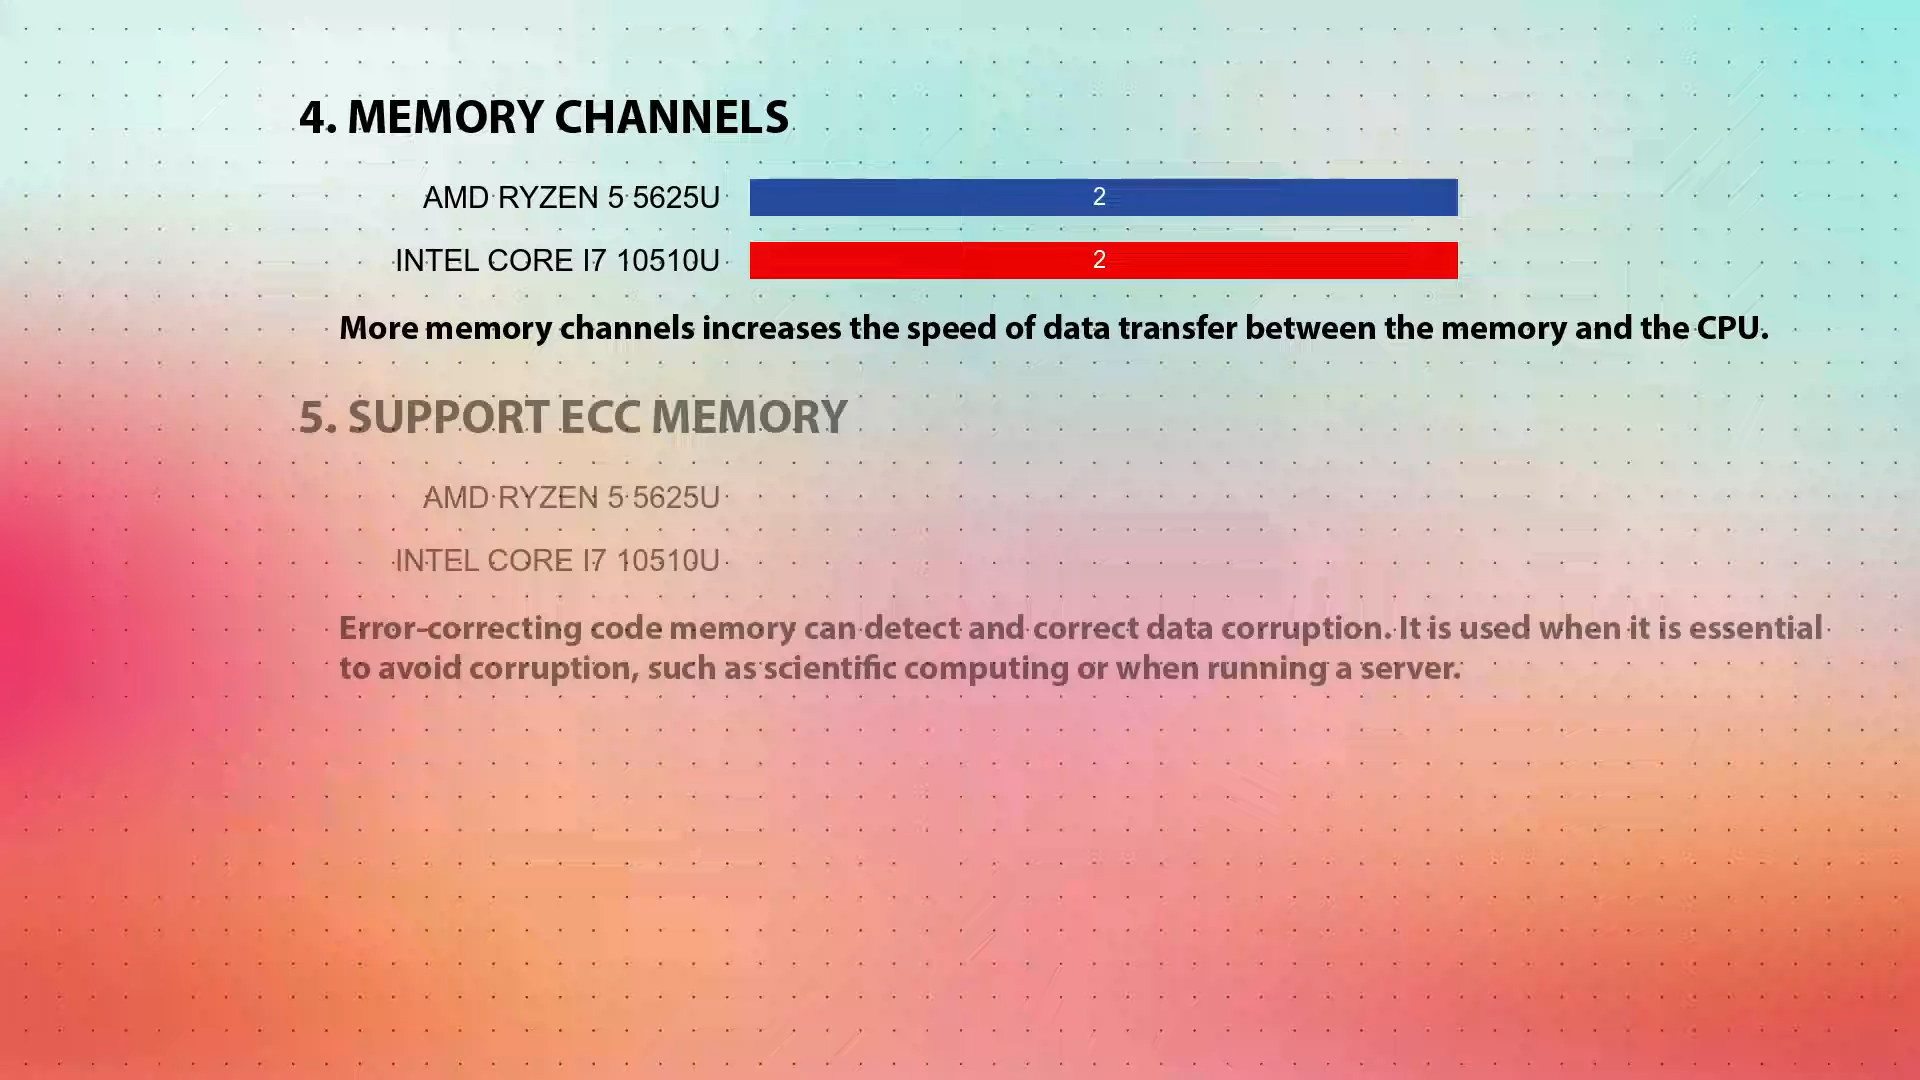 4. MEMORY CHANNELS
AMD RYZEN 5 5625U 2
INTEL CORE I7 10510U 2
More memory channels increases the speed of data transfer between the memory and the CPU.
5. SUPPORT ECC MEMORY
AMD RYZEN 5 5625U
INTEL CORE I7 10510U
Error-correcting code memory can detect and correct data corruption. It is used when it is essential
to avoid corruption, such as scientific computing or when running a server.